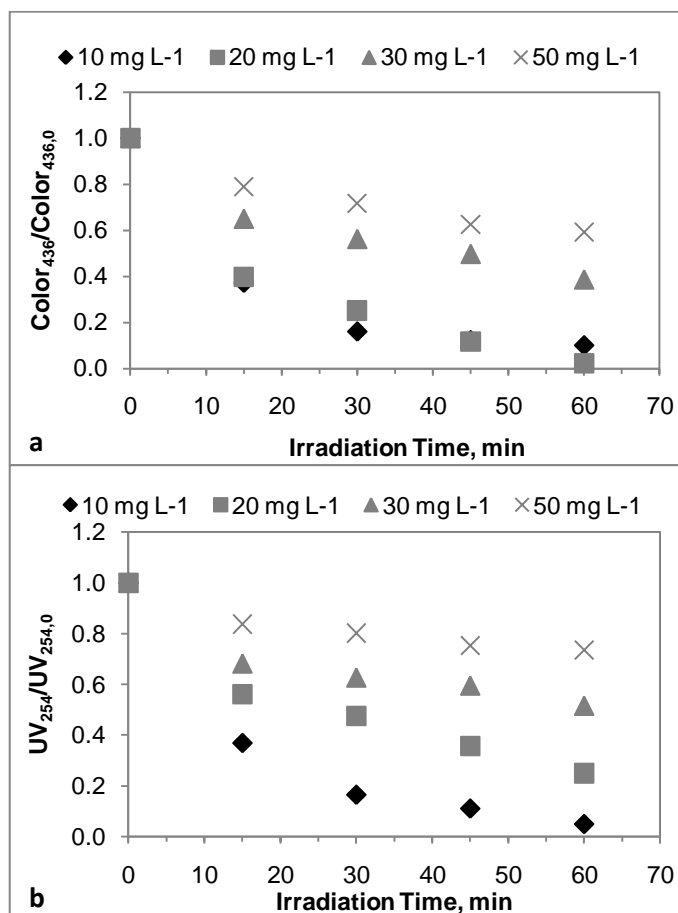 10 mg L-1 20 mg L-1 30 mg L-1 50 mg L-1
1.2
1.0
0.8
0.6
0.4
0.2
0.0
Color436/Color436,0
0 10 20 30 40 50 60 70
a Irradiation Time, min
10 mg L-1 20 mg L-1 30 mg L-1 50 mg L-1
1.2
1.0
0.8
0.6
0.4
0.2
0.0
UV254/UV254,0
0 10 20 30 40 50 60 70
b Irradiation Time, min